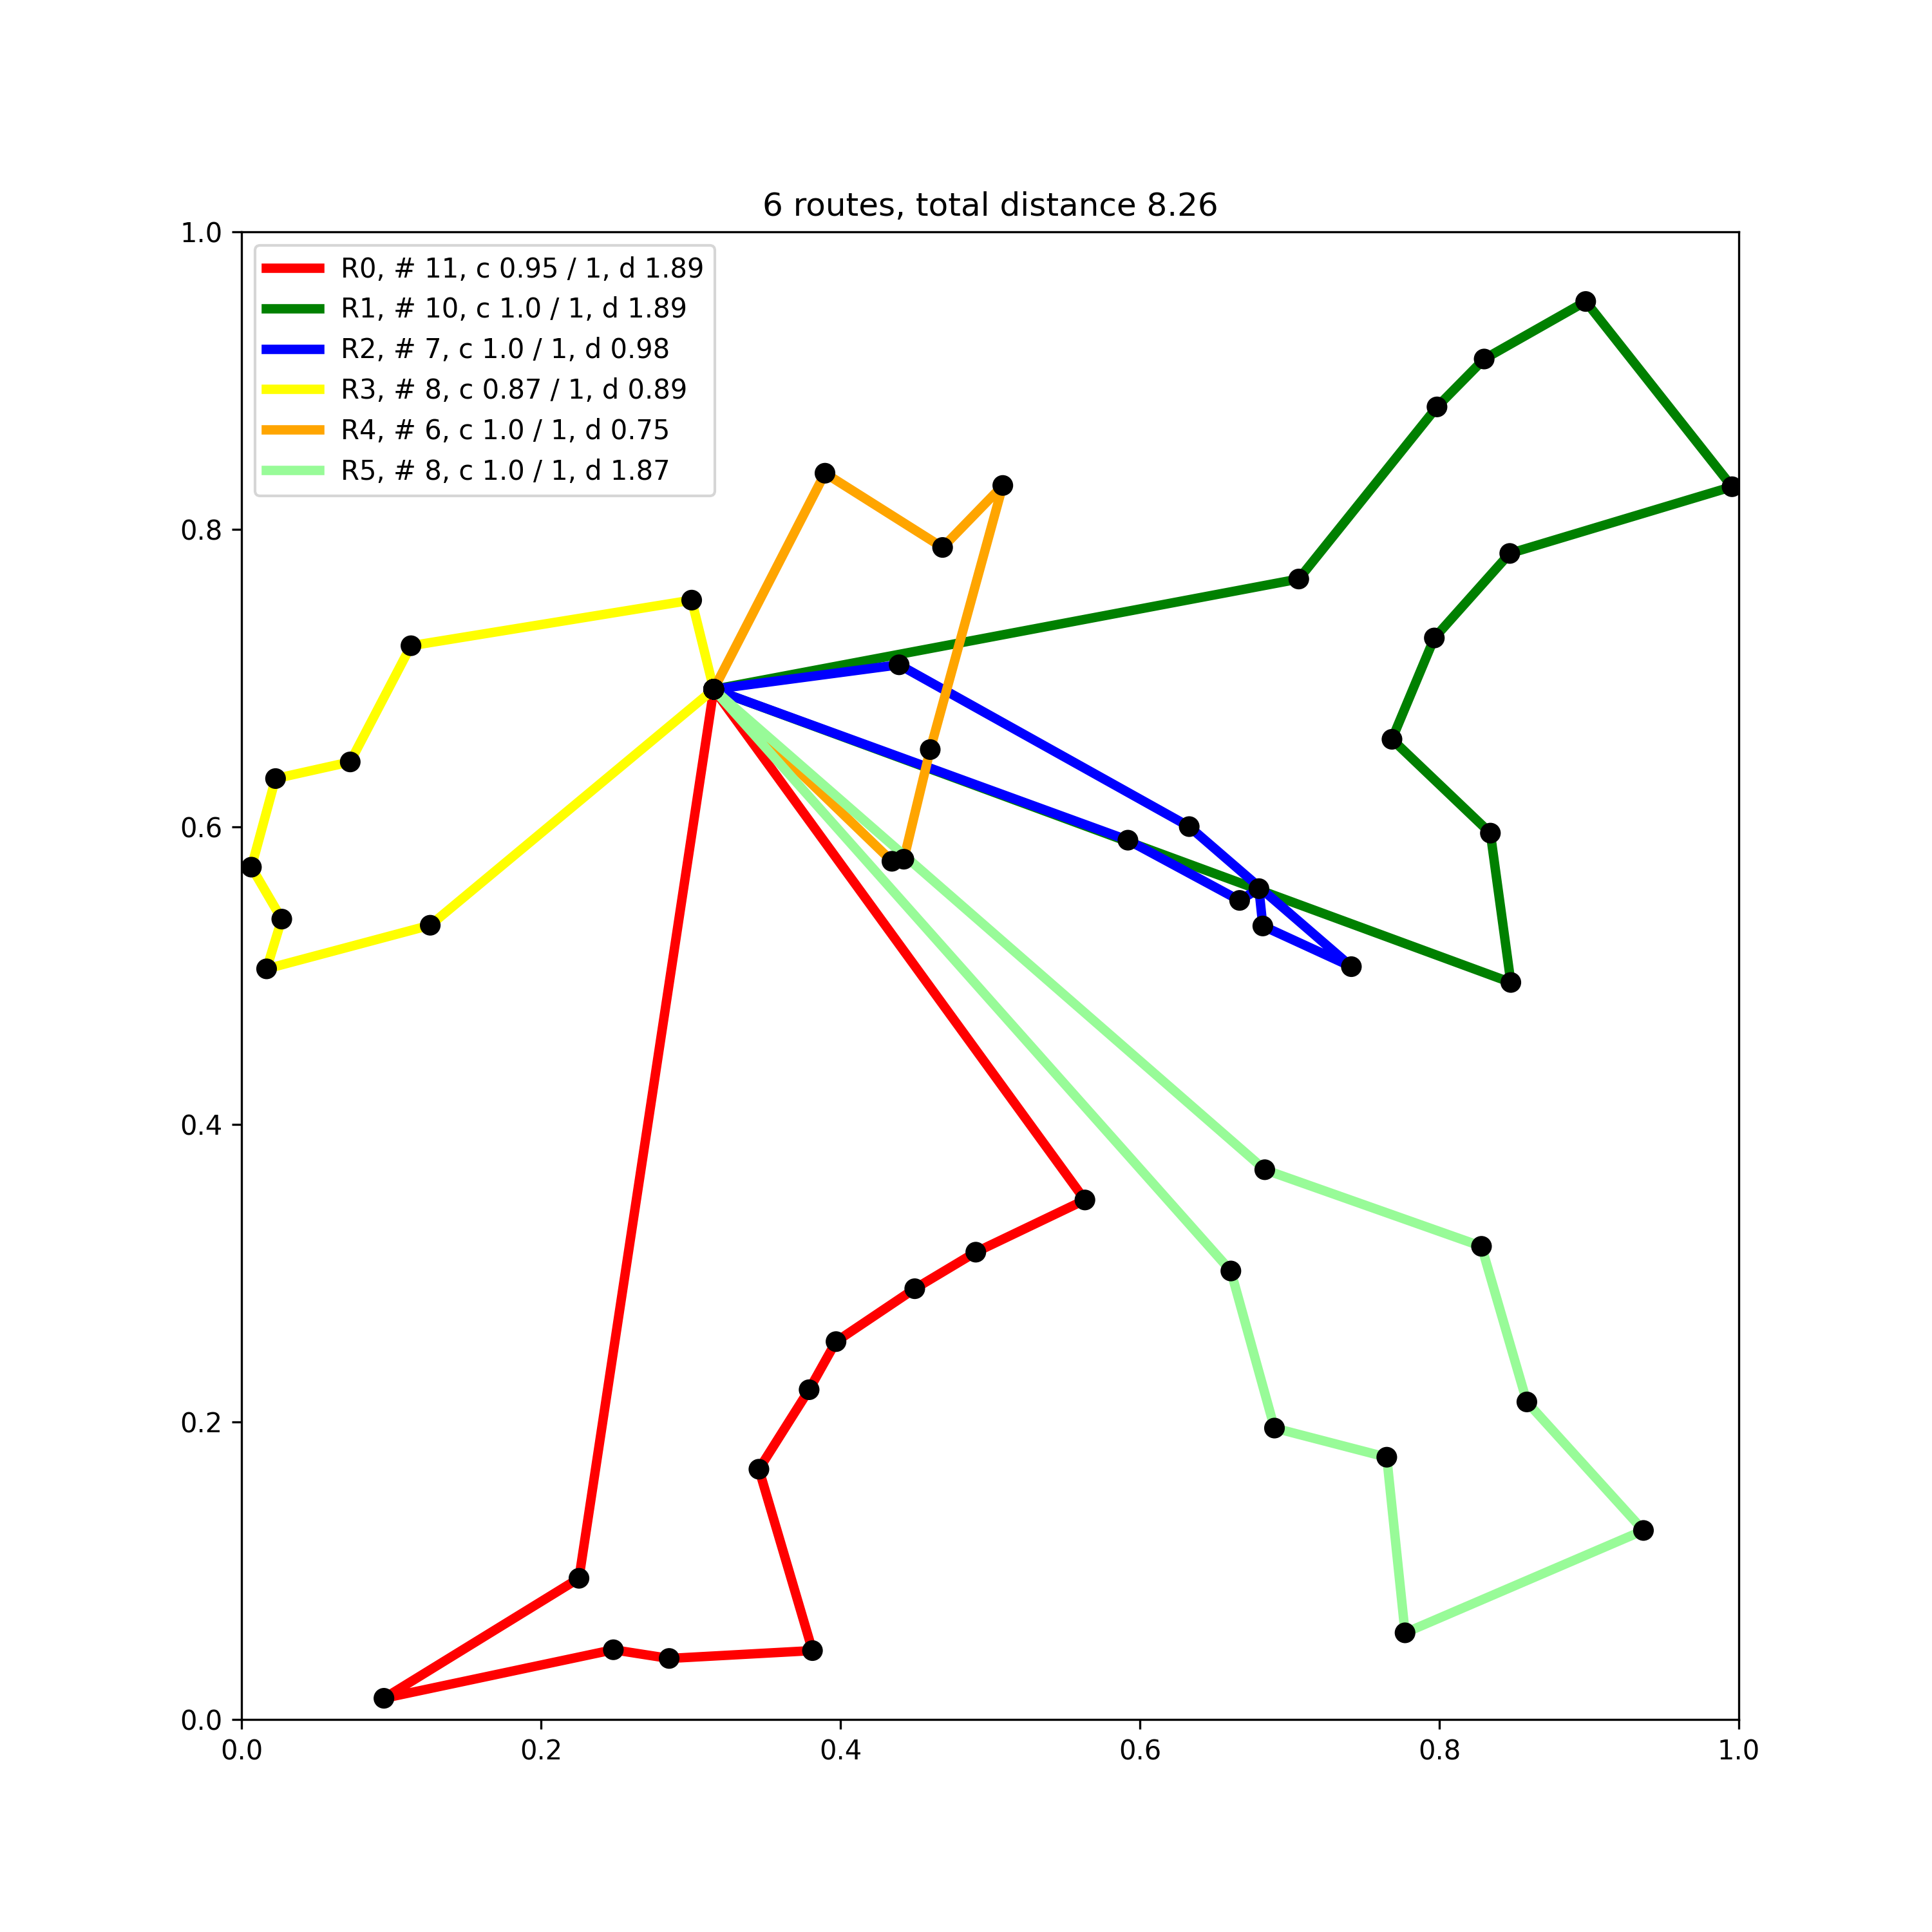 6 routes, total distance 8.26
1.0
R0, # 11, c 0.95 / 1, d 1.89
R1, # 10, c 1.0 / 1, d 1.89
R2, # 7, c 1.0 / 1, d 0.98
R3, # 8, c 0.87 / 1, d 0.89
R4, # 6, c 1.0 / 1, d 0.75
R5, # 8, c 1.0 / 1, d 1.87
0.8
0.6
0.4
0.2
0.0
0.0 0.2 0.4 0.6 0.8 1.0